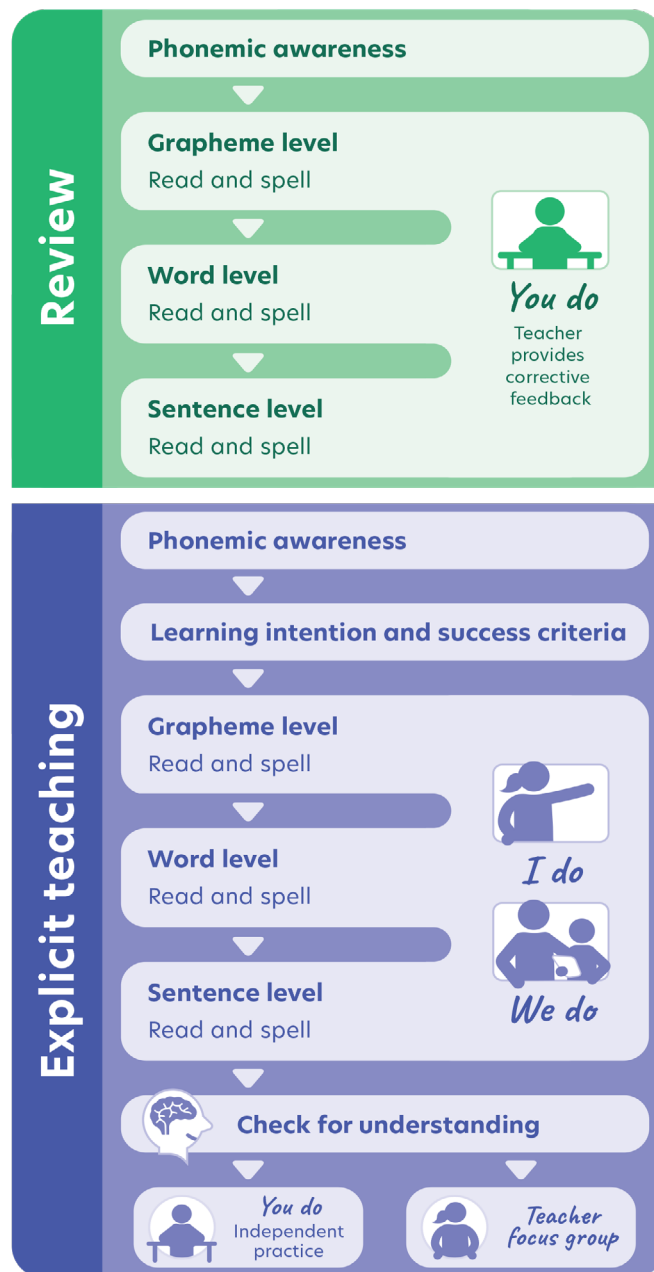 Review
Phonemic awareness
Grapheme level
Read and spell
Word level
Read and spell
Sentence level
Read and spell
You do
Teacher
provides
corrective
feedback
Explicit teaching
Phonemic awareness
Learning intention and success criteria
Grapheme level
Read and spell
Word level
Read and spell
Sentence level
Read and spell
I do
We do
Check for understanding
You do
Independent
practice
Teacher
focus group